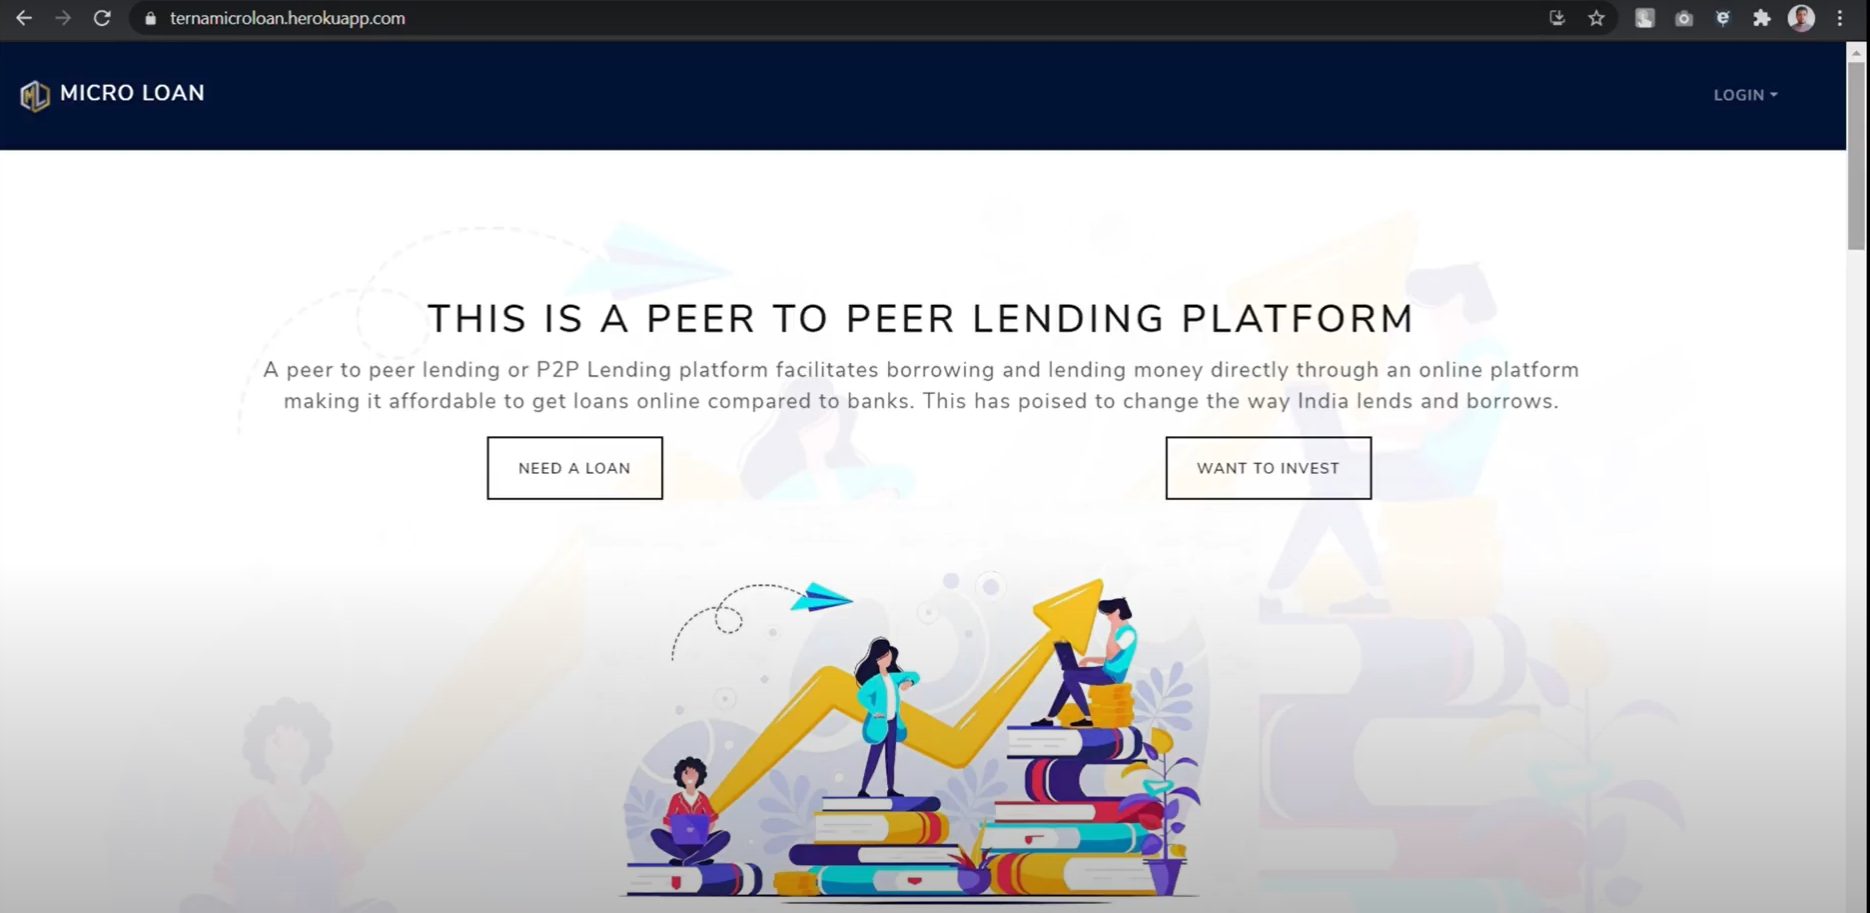 ternamicroloan.herokuapp.com
MICRO LOAN
LOGIN
THIS IS A PEER TO PEER LENDING PLATFORM
A peer to peer lending or P2P Lending platform facilitates borrowing and lending money directly through an online platform
making it affordable to get loans online compared to banks. This has poised to change the way India lends and borrows.
NEED A LOAN
WANT TO INVEST